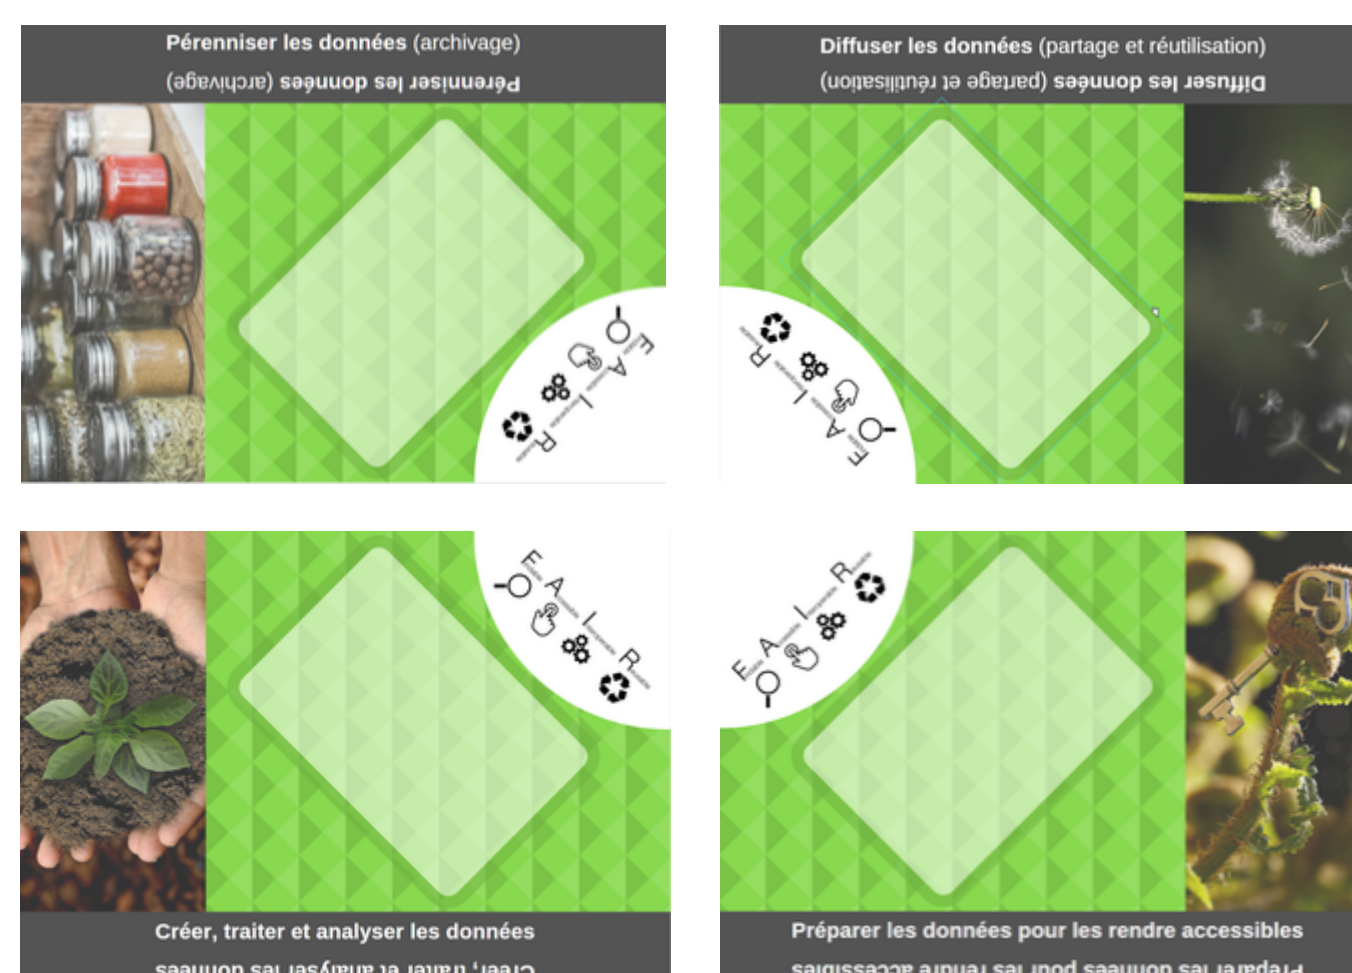 Pérenniser les données (archivage)
Pérenniser les données (archivage)
Diffuser les données (partage et réutilisation)
Diffuser les données (partage et réutilisation)
F A I R
F A I R
F A I R
F A I R
Créer, traiter et analyser les données
Créer, traiter et analyser les données
Préparer les données pour les rendre accessibles
Préparer les données pour les rendre accessibles